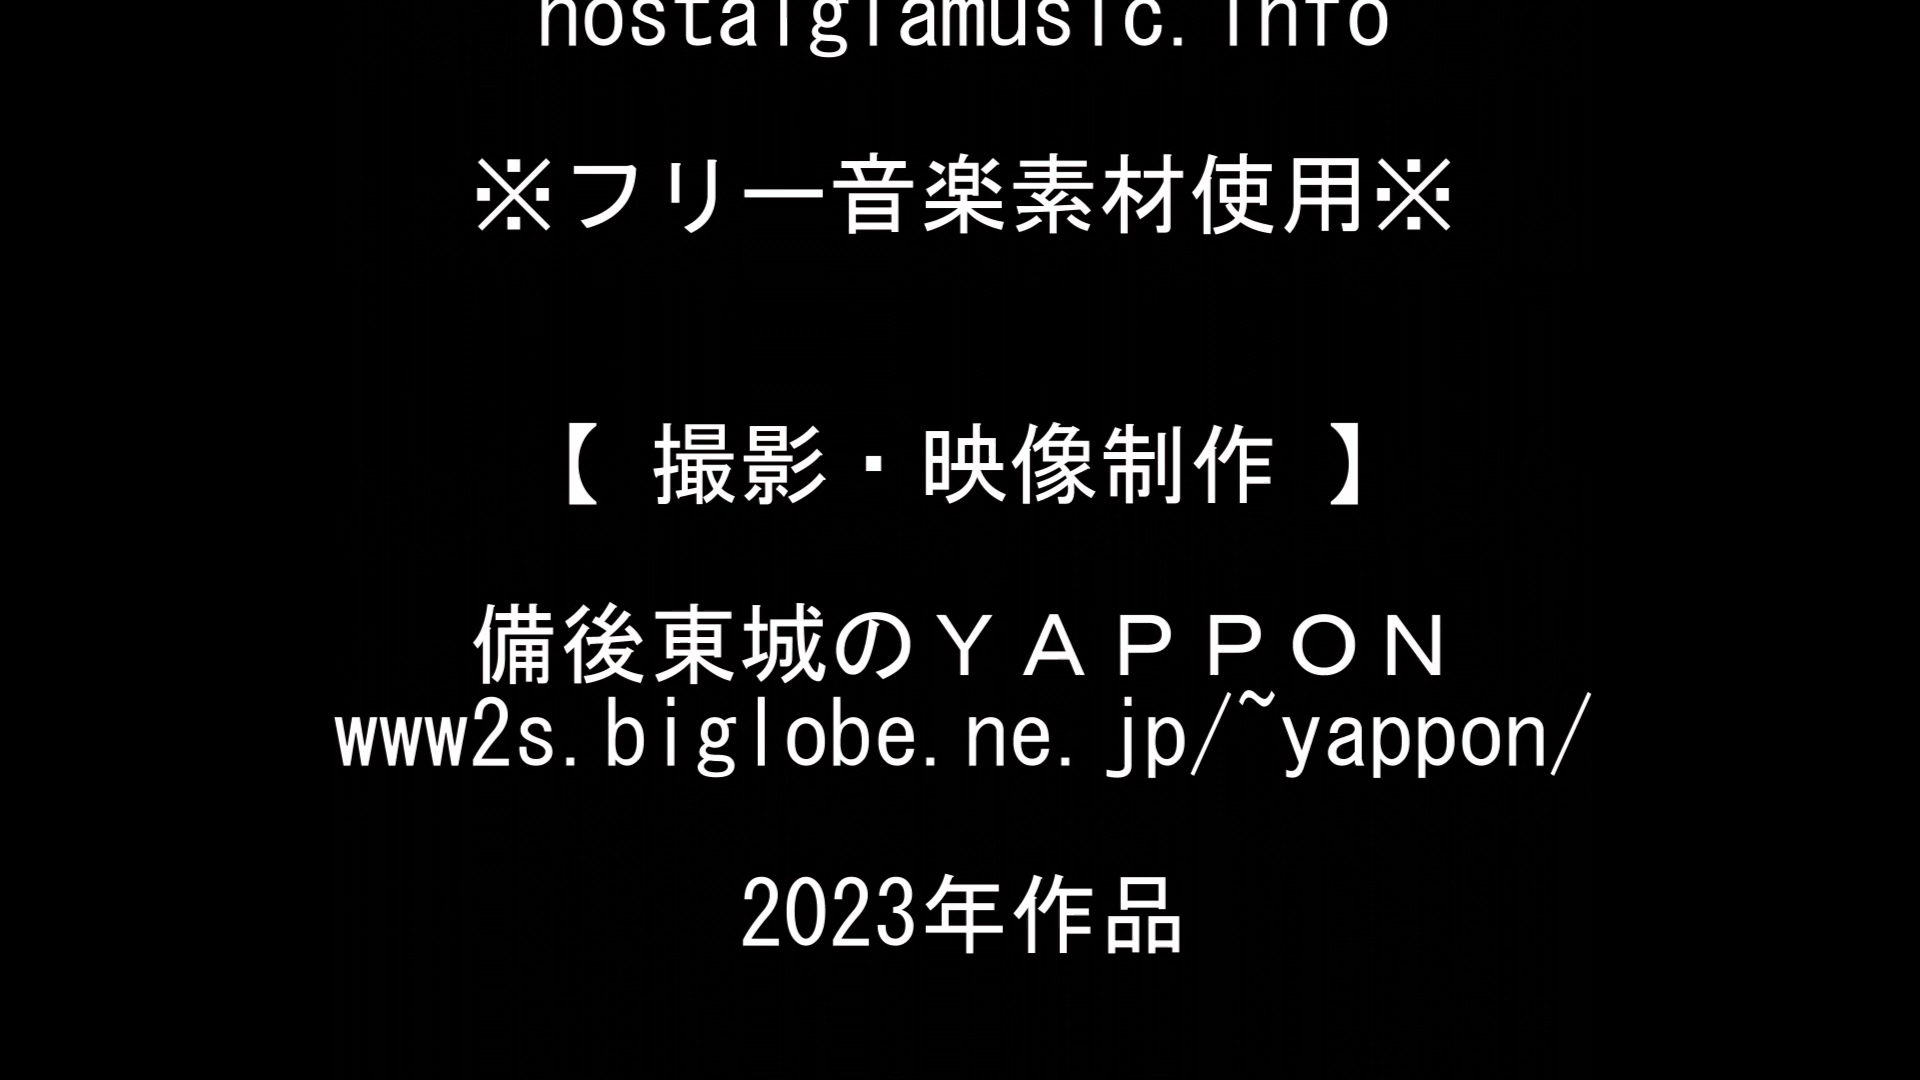 nostalgiamusic.info
※フリー音楽素材使用※
【 撮影・映像制作 】
備後東城のＹＡＰＰＯＮ
www2s.biglobe.ne.jp/~yappon/
2023年作品